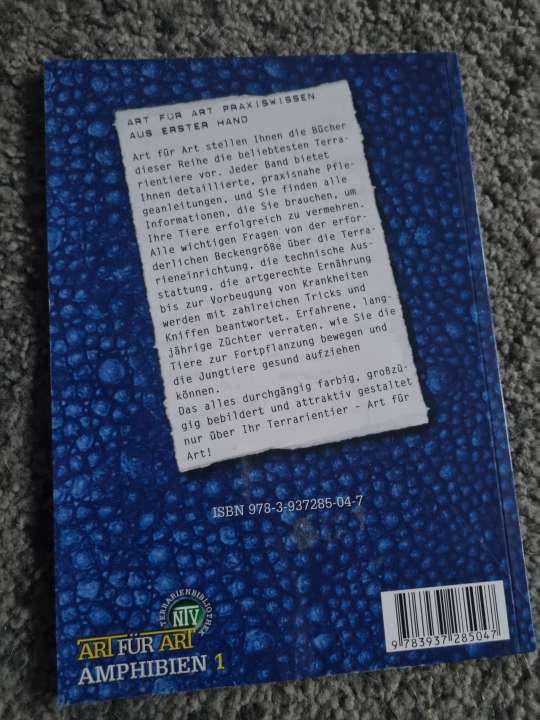 ART FÜR ART PRAXISWISSEN
AUS ERSTER HAND
Art für Art stellen Ihnen die Bücher
dieser Reihe die beliebtesten Terra-
rientiere vor. Jeder Band bietet
Ihnen detaillierte, praxisnahe Pfle-
geanleitungen, und Sie finden alle
Informationen, die Sie brauchen, um
Ihre Tiere erfolgreich zu vermehren.
Alle wichtigen Fragen von der erfor-
derlichen Beckengröße über die Terra-
rieneinrichtung, die technische Aus-
stattung, die artgerechte Ernährung
bis zur Vorbeugung von Krankheiten
werden mit zahlreichen Tricks und
Kniffen beantwortet. Erfahrene, lang-
jährige Züchter verraten, wie Sie die
Tiere zur Fortpflanzung bewegen und
die Jungtiere gesund aufziehen
können.
Das alles durchgängig farbig, großzü-
gig bebildert und attraktiv gestaltet
nur über Ihr Terrarientier - Art für
Art!
ISBN 978-3-937285-04-7
TERRARIENBIBLIOTHEK
NTV
ART FÜR ART
AMPHIBIEN 1
9 783937 285047